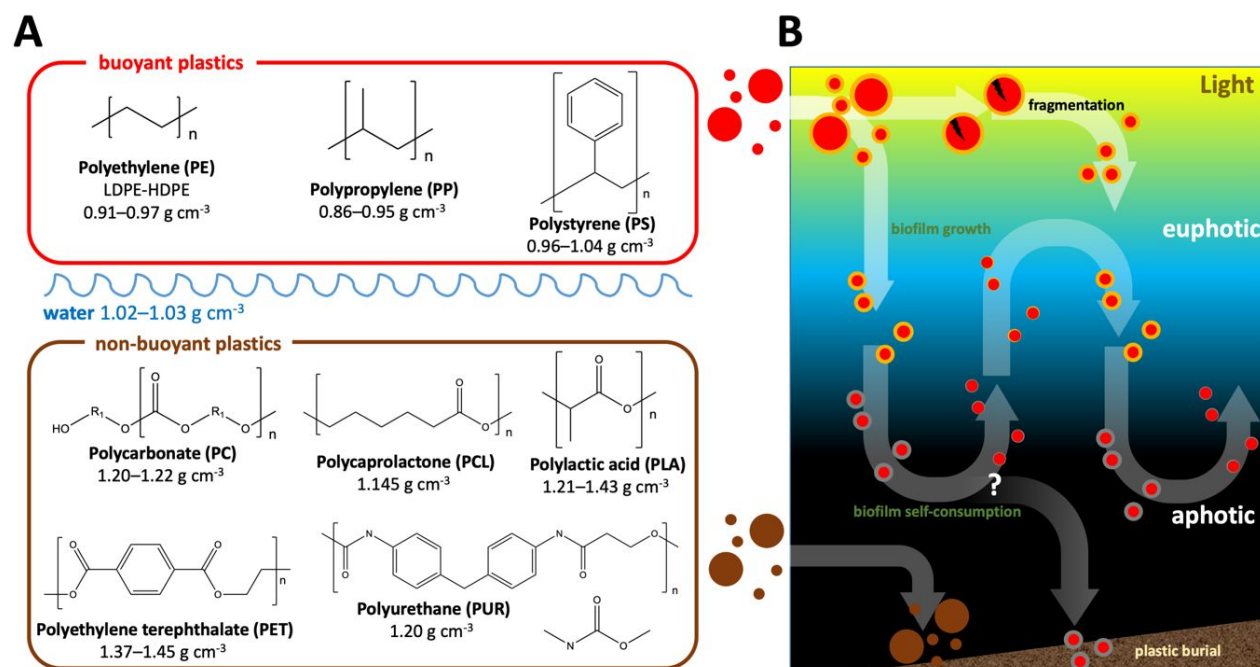 A
buoyant plastics
n
Polyethylene (PE)
LDPE-HDPE
0.91–0.97 g cm-3
n
Polypropylene (PP)
0.86–0.95 g cm-3
n
Polystyrene (PS)
0.96–1.04 g cm-3
water 1.02–1.03 g cm-3
non-buoyant plastics
HO
R1
O
O
O
R1
O
n
Polycarbonate (PC)
1.20–1.22 g cm-3
O
O
n
Polycaprolactone (PCL)
1.145 g cm-3
O
O
n
Polylactic acid (PLA)
1.21–1.43 g cm-3
O
O
O
O
n
Polyethylene terephthalate (PET)
1.37–1.45 g cm-3
O
H
N
H
N
O
O
n
Polyurethane (PUR)
1.20 g cm-3
N
H
O
O
B
Light
fragmentation
euphotic
biofilm growth
?
biofilm self-consumption
aphotic
plastic burial